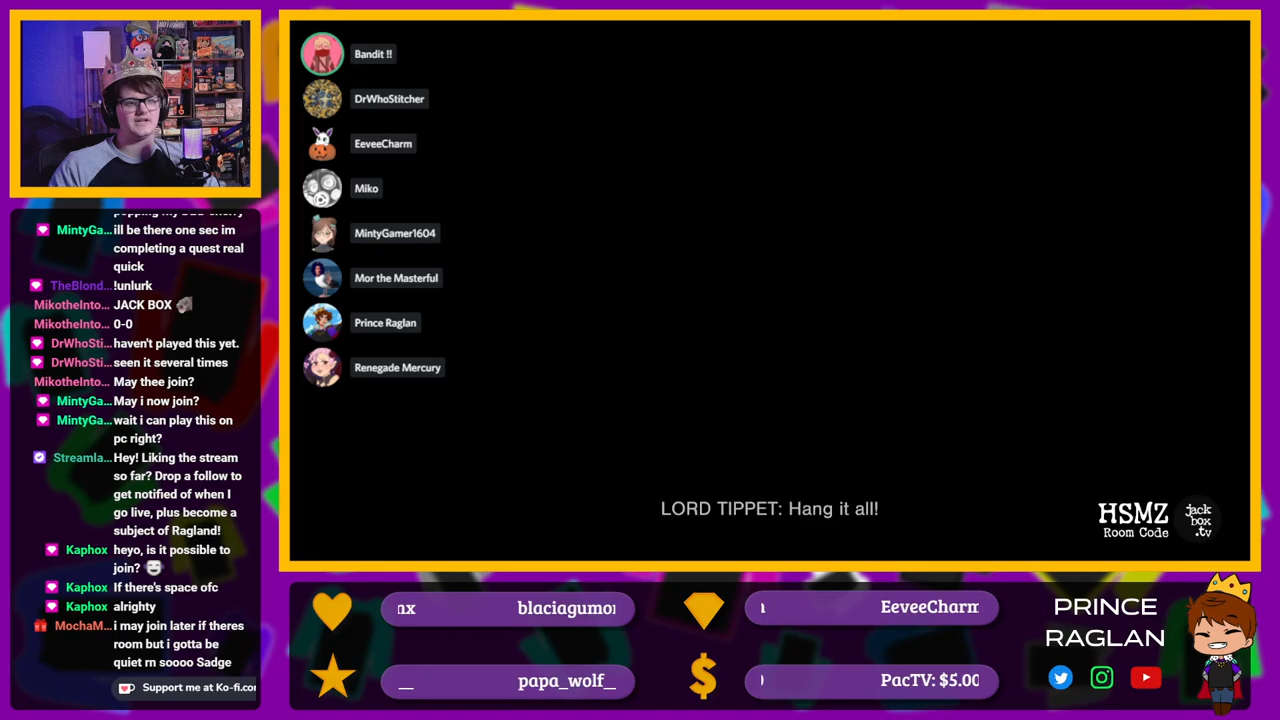 Bandit !!
DrWhoStitcher
EeveeCharm
Miko
MintyGamer1604
Mor the Masterful
Prince Raglan
Renegade Mercury
MintyGa... ill be there one sec im
completing a quest real
quick
TheBlond... !unlurk
MikotheInto... JACK BOX
MikotheInto... 0-0
DrWhoSti... haven't played this yet.
DrWhoSti... seen it several times
MikotheInto... May thee join?
MintyGa... May i now join?
MintyGa... wait i can play this on
pc right?
Streamla... Hey! Liking the stream
so far? Drop a follow to
get notified of when I
go live, plus become a
subject of Ragland!
Kaphox heyo, is it possible to
join?
Kaphox If there's space ofc
Kaphox alrighty
MochaM... i may join later if theres
room but i gotta be
quiet rn soooo Sadge
Support me at Ko-fi.cor
LORD TIPPET: Hang it all!
HSMZ
Room Code
jack
box
.tv
blaciagumo
EeveeCharm
papa_wolf_
PacTV: $5.00
PRINCE
RAGLAN